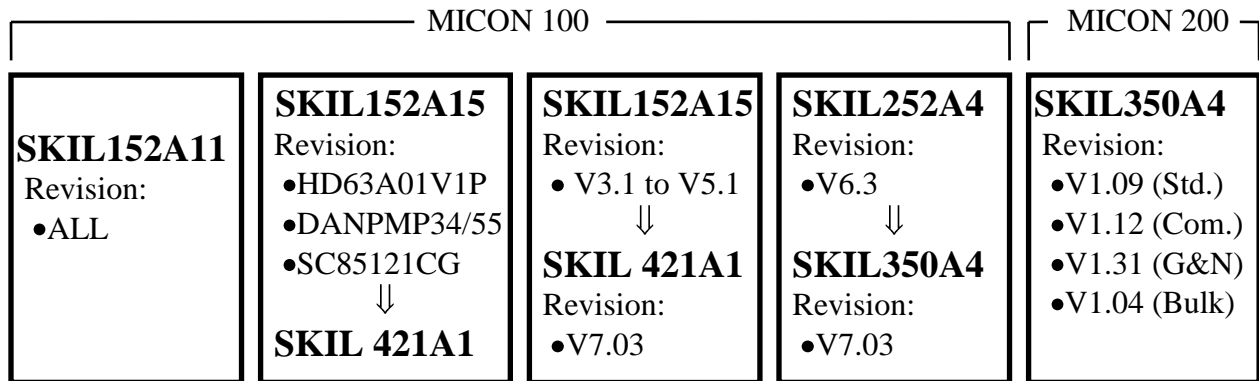 MICON 100
MICON 200
SKIL152A11
Revision:
•ALL
SKIL152A15
Revision:
•HD63A01V1P
•DANPMP34/55
•SC85121CG
⇓
SKIL 421A1
SKIL152A15
Revision:
• V3.1 to V5.1
⇓
SKIL 421A1
Revision:
•V7.03
SKIL252A4
Revision:
•V6.3
⇓
SKIL350A4
Revision:
•V7.03
SKIL350A4
Revision:
•V1.09 (Std.)
•V1.12 (Com.)
•V1.31 (G&N)
•V1.04 (Bulk)